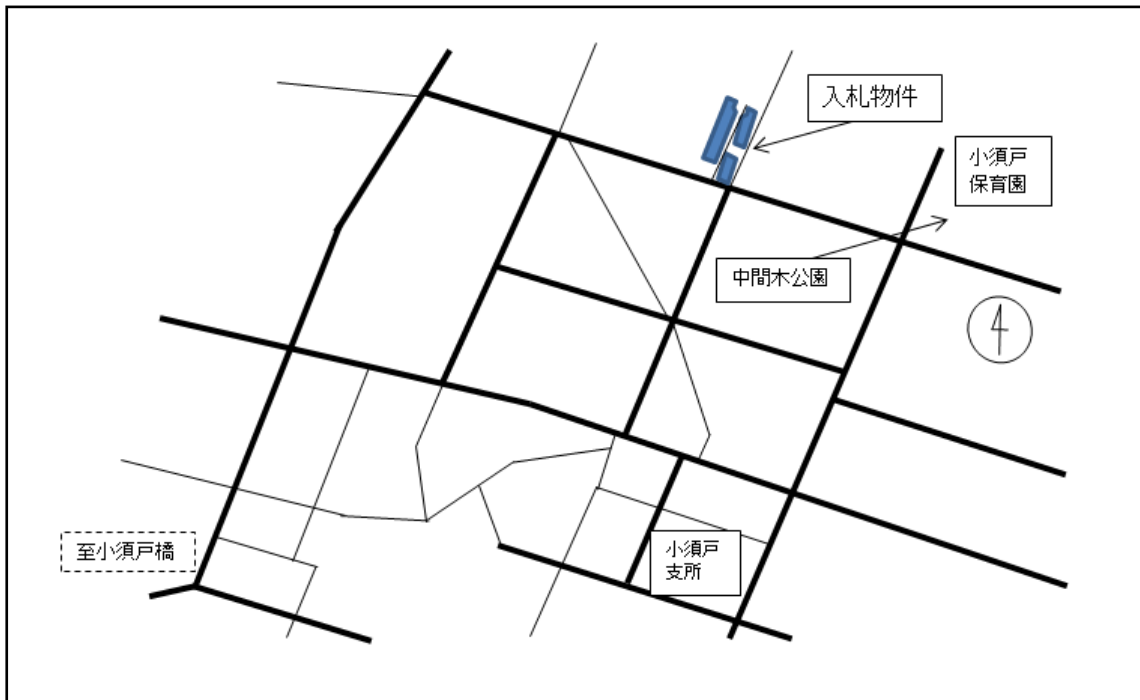 入札物件
小須戸
保育園
中間木公園
至小須戸橋
小須戸
支所